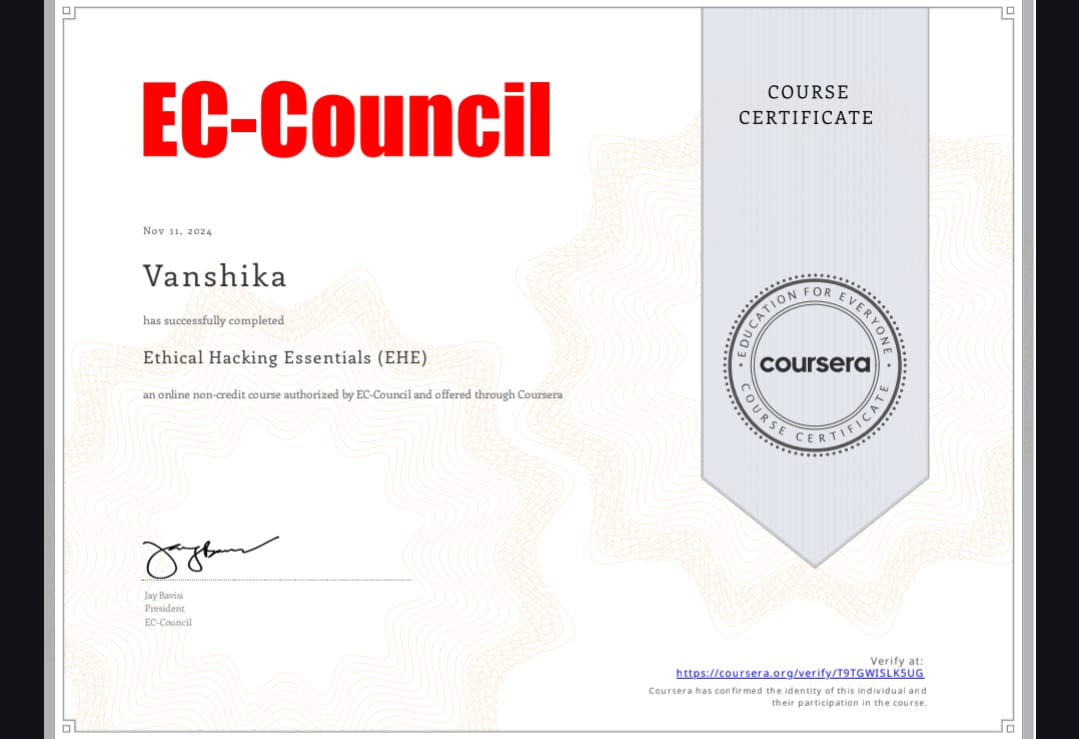 EC-Council
COURSE
CERTIFICATE
Nov 11, 2024
Vanshika
has successfully completed
Ethical Hacking Essentials (EHE)
an online non-credit course authorized by EC-Council and offered through Coursera
EDUCATION FOR EVERYONE
coursera
COURSE CERTIFICATE
Jay Bavisi
President
EC-Council
Verify at:
https://coursera.org/verify/T9TGWISLK5UG
Coursera has confirmed the identity of this individual and
their participation in the course.